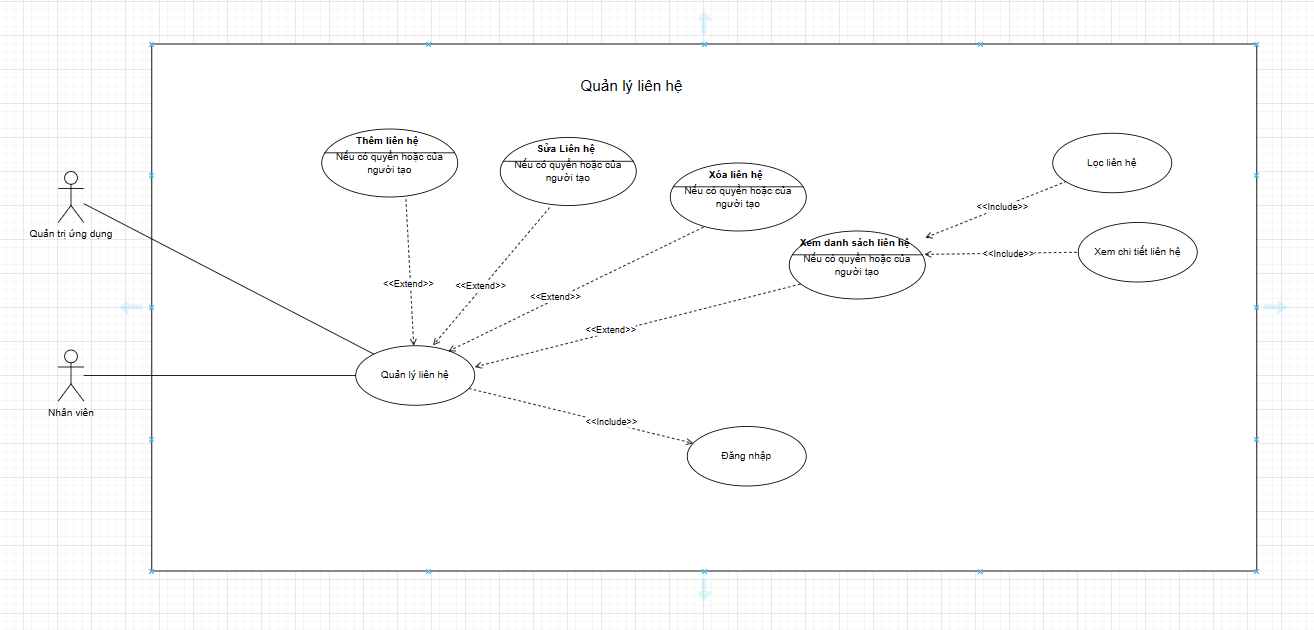 Quản lý liên hệ
Thêm liên hệ
Nếu có quyền hoặc của
người tạo
Sửa Liên hệ
Nếu có quyền hoặc của
người tạo
Xóa liên hệ
Nếu có quyền hoặc của
người tạo
Lọc liên hệ
<<Include>>
Xem danh sách liên hệ
Nếu có quyền hoặc của
người tạo
<<Include>>
Xem chi tiết liên hệ
Quản trị ứng dụng
<<Extend>>
<<Extend>>
<<Extend>>
<<Extend>>
Quản lý liên hệ
Nhân viên
<<Include>>
Đăng nhập